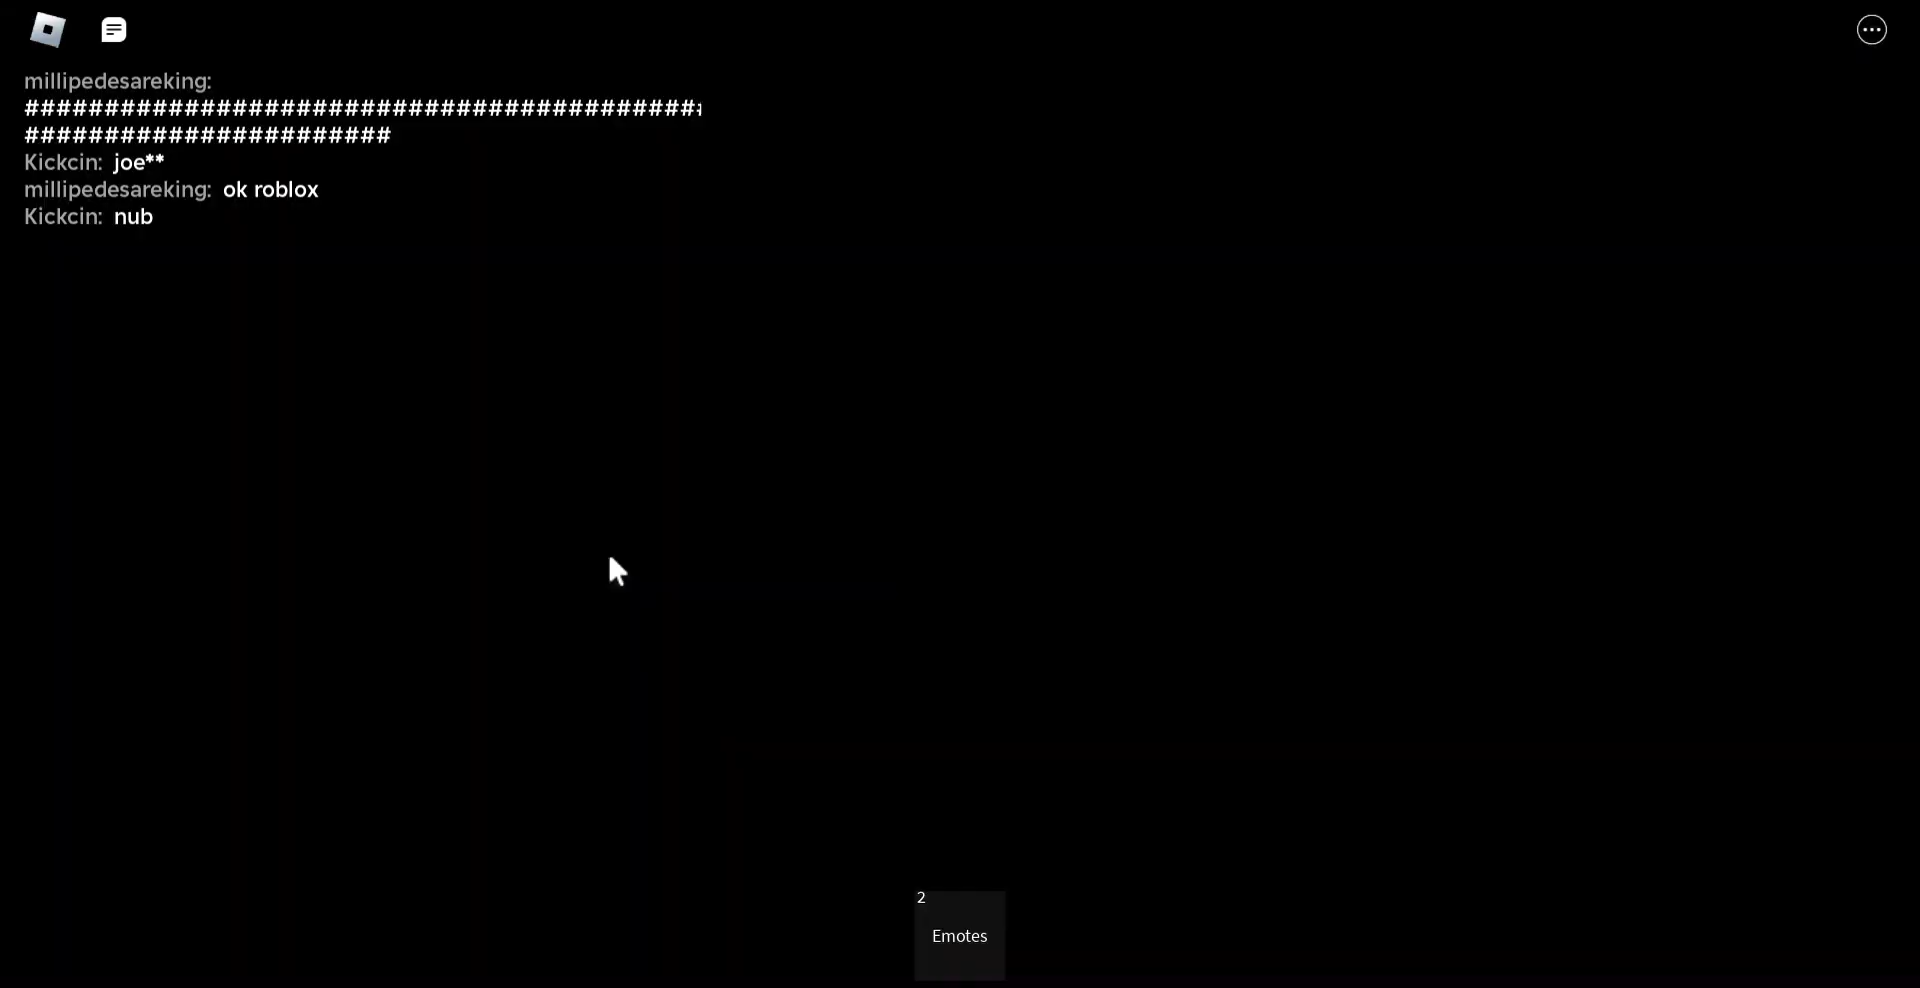 millipedesareking:
###########################################
#######################
Kickcin: joe**
millipedesareking: ok roblox
Kickcin: nub
2
Emotes